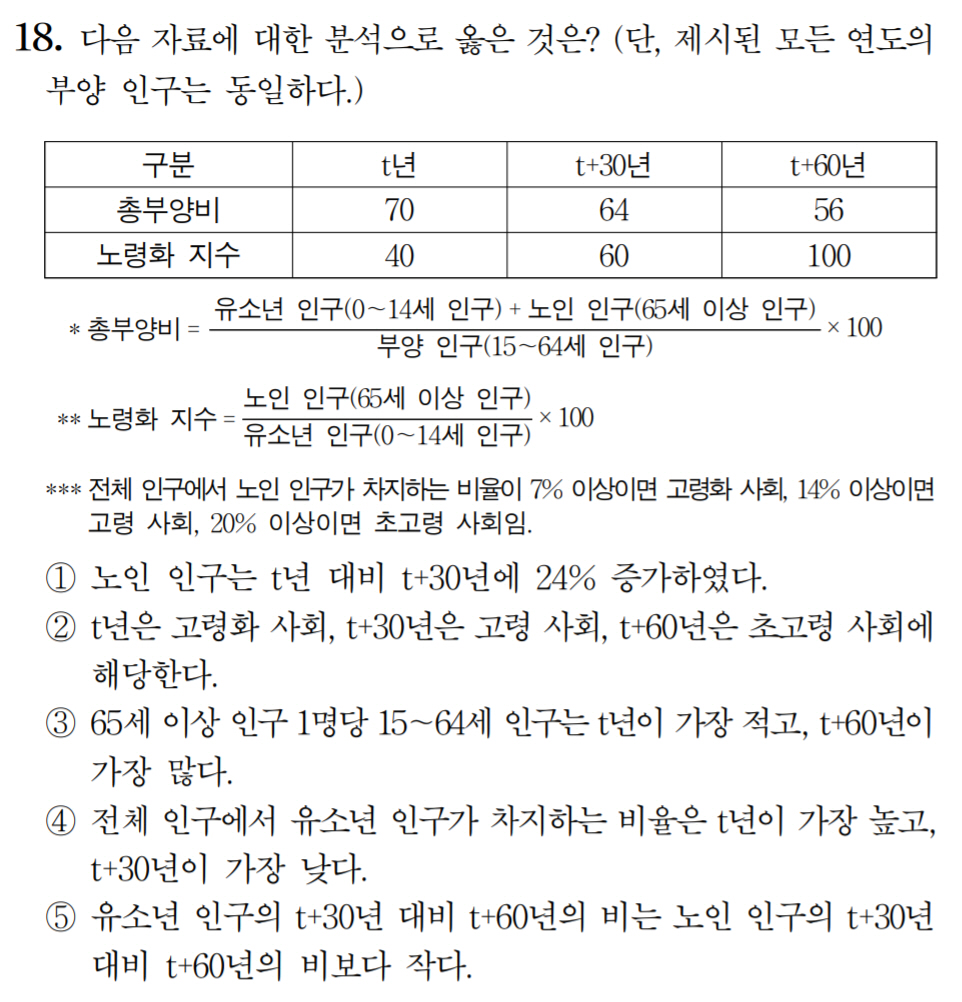 18. 다음 자료에 대한 분석으로 옳은 것은? (단, 제시된 모든 연도의
부양 인구는 동일하다.)
구분 t년 t+30년 t+60년
총부양비 70 64 56
노령화 지수 40 60 100
* 총부양비 = 유소년 인구(0~14세 인구) + 노인 인구(65세 이상 인구)
부양 인구(15~64세 인구)
× 100
** 노령화 지수 = 노인 인구(65세 이상 인구)
유소년 인구(0~14세 인구)
× 100
*** 전체 인구에서 노인 인구가 차지하는 비율이 7% 이상이면 고령화 사회, 14% 이상이면
고령 사회, 20% 이상이면 초고령 사회임.
① 노인 인구는 t년 대비 t+30년에 24% 증가하였다.
② t년은 고령화 사회, t+30년은 고령 사회, t+60년은 초고령 사회에
해당한다.
③ 65세 이상 인구 1명당 15~64세 인구는 t년이 가장 적고, t+60년이
가장 많다.
④ 전체 인구에서 유소년 인구가 차지하는 비율은 t년이 가장 높고,
t+30년이 가장 낮다.
⑤ 유소년 인구의 t+30년 대비 t+60년의 비는 노인 인구의 t+30년
대비 t+60년의 비보다 작다.